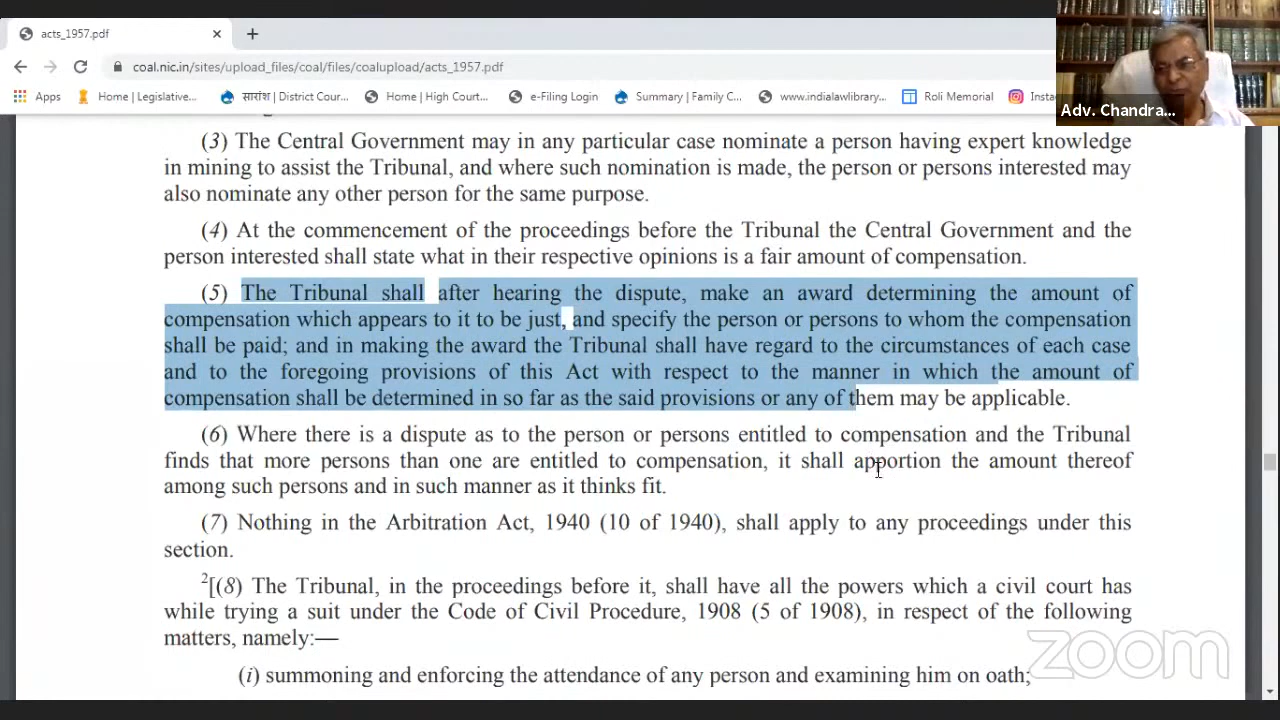 acts_1957.pdf
coal.nic.in/sites/upload_files/coal/files/coalupload/acts_1957.pdf
Apps Home | Legislative... सारांश | District Cour... Home | High Court... e-Filing Login Summary | Family C... www.indialawlibrary... Roli Memorial
Adv. Chandra...
(3) The Central Government may in any particular case nominate a person having expert knowledge
in mining to assist the Tribunal, and where such nomination is made, the person or persons interested may
also nominate any other person for the same purpose.
(4) At the commencement of the proceedings before the Tribunal the Central Government and the
person interested shall state what in their respective opinions is a fair amount of compensation.
(5) The Tribunal shall after hearing the dispute, make an award determining the amount of
compensation which appears to it to be just, and specify the person or persons to whom the compensation
shall be paid; and in making the award the Tribunal shall have regard to the circumstances of each case
and to the foregoing provisions of this Act with respect to the manner in which the amount of
compensation shall be determined in so far as the said provisions or any of them may be applicable.
(6) Where there is a dispute as to the person or persons entitled to compensation and the Tribunal
finds that more persons than one are entitled to compensation, it shall apportion the amount thereof
among such persons and in such manner as it thinks fit.
(7) Nothing in the Arbitration Act, 1940 (10 of 1940), shall apply to any proceedings under this
section.
2[(8) The Tribunal, in the proceedings before it, shall have all the powers which a civil court has
while trying a suit under the Code of Civil Procedure, 1908 (5 of 1908), in respect of the following
matters, namely:—
(i) summoning and enforcing the attendance of any person and examining him on oath;
zoom